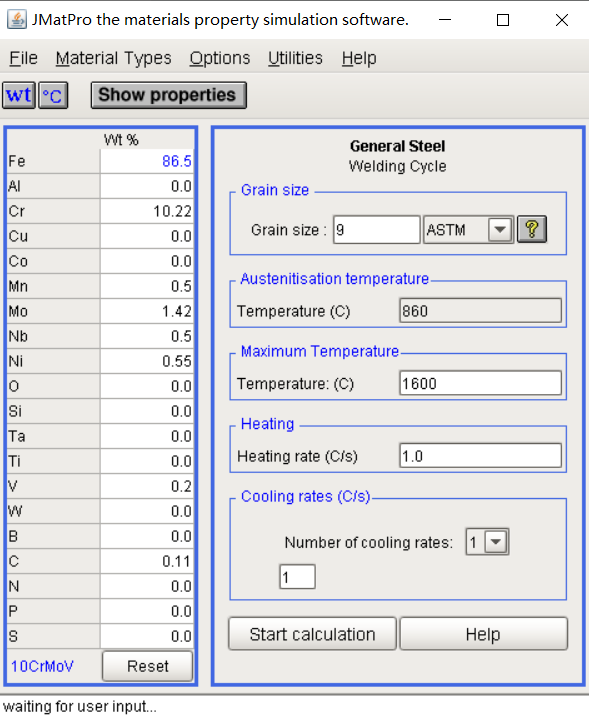 JMatPro the materials property simulation software.
File Material Types Options Utilities Help
wt °C Show properties
Wt %
Fe 86.5
Al 0.0
Cr 10.22
Cu 0.0
Co 0.0
Mn 0.5
Mo 1.42
Nb 0.5
Ni 0.55
O 0.0
Si 0.0
Ta 0.0
Ti 0.0
V 0.2
W 0.0
B 0.0
C 0.11
N 0.0
P 0.0
S 0.0
10CrMoV Reset
General Steel
Welding Cycle
Grain size
Grain size : 9 ASTM ?
Austenitisation temperature
Temperature (C) 860
Maximum Temperature
Temperature: (C) 1600
Heating
Heating rate (C/s) 1.0
Cooling rates (C/s)
Number of cooling rates: 1
1
Start calculation Help
waiting for user input...